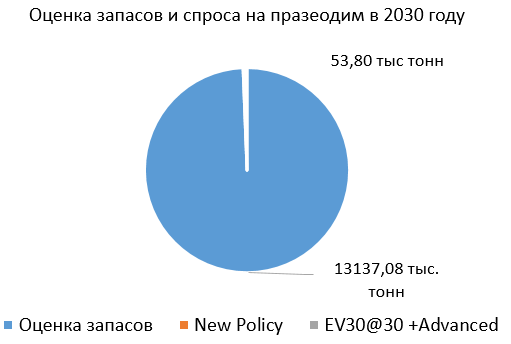 Оценка запасов и спроса на празеодим в 2030 году
53,80 тыс тонн
13137,08 тыс.
тонн
Оценка запасов
New Policy
EV30@30 +Advanced